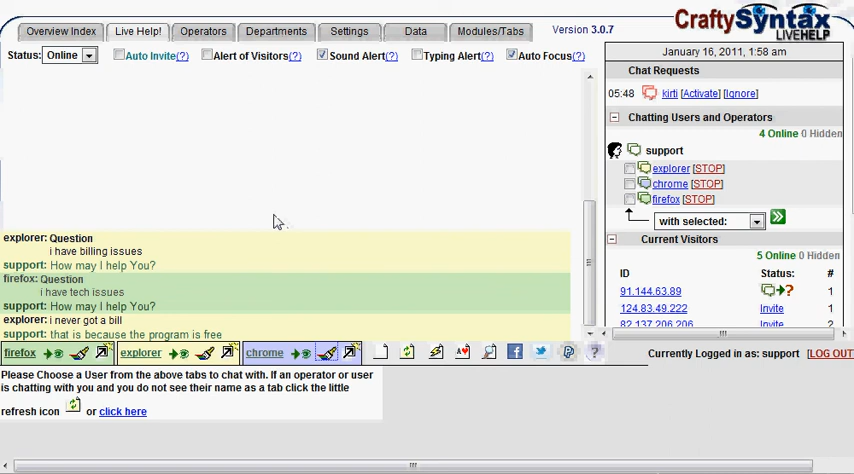 Overview Index Live Help! Operators Departments Settings Data Modules/Tabs Version 3.0.7
CraftySyntax
LIVEHELP
Status: Online Auto Invite(?) Alert of Visitors(?) Sound Alert(?) Typing Alert(?) Auto Focus(?)
January 16, 2011, 1:58 am
Chat Requests
05:48 kirti [Activate] [Ignore]
Chatting Users and Operators
4 Online 0 Hidden
support
explorer [STOP]
chrome [STOP]
firefox [STOP]
with selected:
Current Visitors
5 Online 0 Hidden
ID Status: #
91.144.63.89 ? 1
124.83.49.222 Invite 1
82.137.206.206 Invite 2
explorer: Question
i have billing issues
support: How may I help You?
firefox: Question
i have tech issues
support: How may I help You?
explorer: i never got a bill
support: that is because the program is free
firefox explorer chrome
Currently Logged in as: support [LOG OUT]
Please Choose a User from the above tabs to chat with. If an operator or user
is chatting with you and you do not see their name as a tab click the little
refresh icon or click here